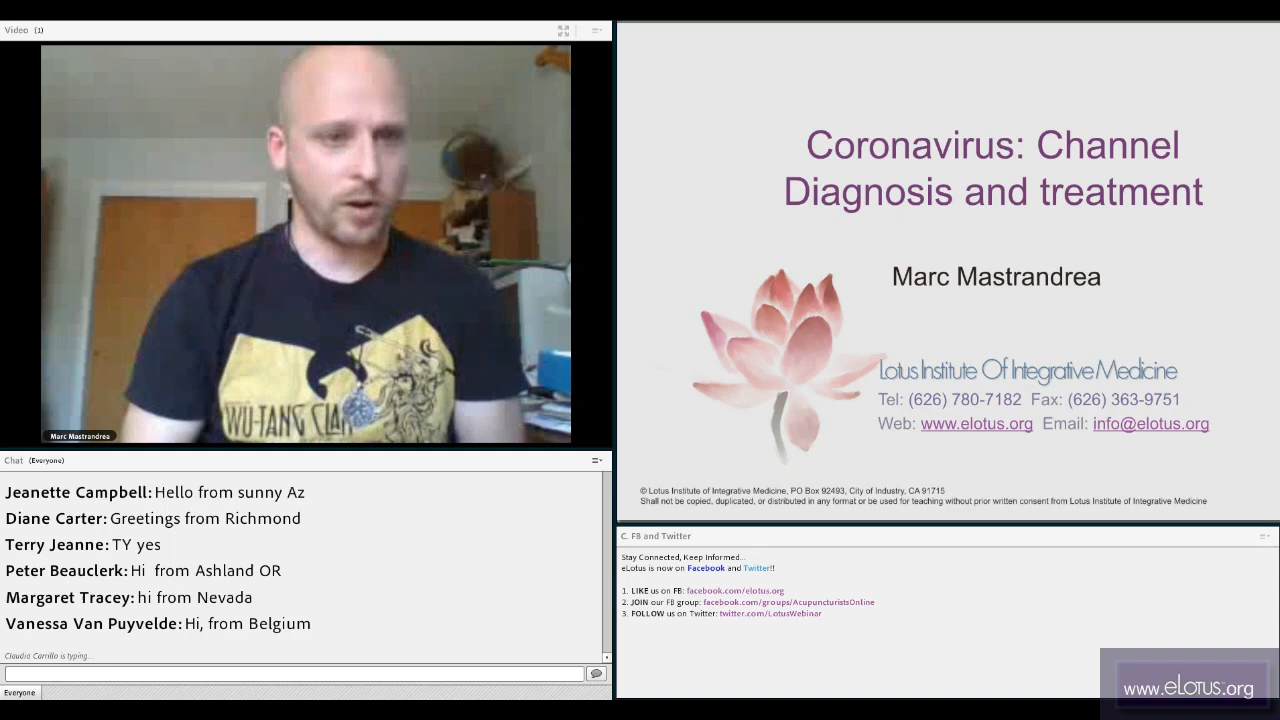 Video (1)
WU-TANG CLAN
Marc Mastrandrea
Chat (Everyone)
Jeanette Campbell: Hello from sunny Az
Diane Carter: Greetings from Richmond
Terry Jeanne: TY yes
Peter Beauclerk: Hi from Ashland OR
Margaret Tracey: hi from Nevada
Vanessa Van Puyvelde: Hi, from Belgium
Claudia Carrillo is typing...
Everyone
Coronavirus: Channel
Diagnosis and treatment
Marc Mastrandrea
Lotus Institute Of Integrative Medicine
Tel: (626) 780-7182 Fax: (626) 363-9751
Web: www.elotus.org Email: info@elotus.org
© Lotus Institute of Integrative Medicine, PO Box 92493, City of Industry, CA 91715
Shall not be copied, duplicated, or distributed in any format or be used for teaching without prior written consent from Lotus Institute of Integrative Medicine
C. FB and Twitter
Stay Connected, Keep Informed...
eLotus is now on Facebook and Twitter!!
1. LIKE us on FB: facebook.com/elotus.org
2. JOIN our FB group: facebook.com/groups/AcupuncturistsOnline
3. FOLLOW us on Twitter: twitter.com/LotusWebinar
www.eLotus.org